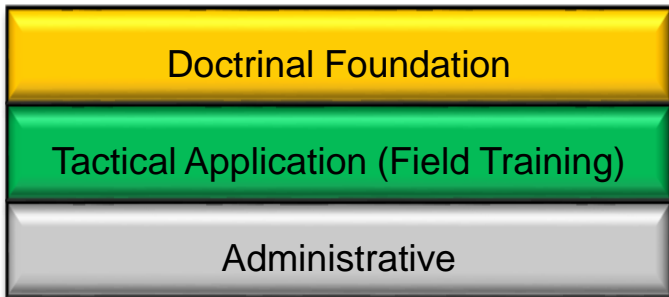 Doctrinal Foundation
Tactical Application (Field Training)
Administrative